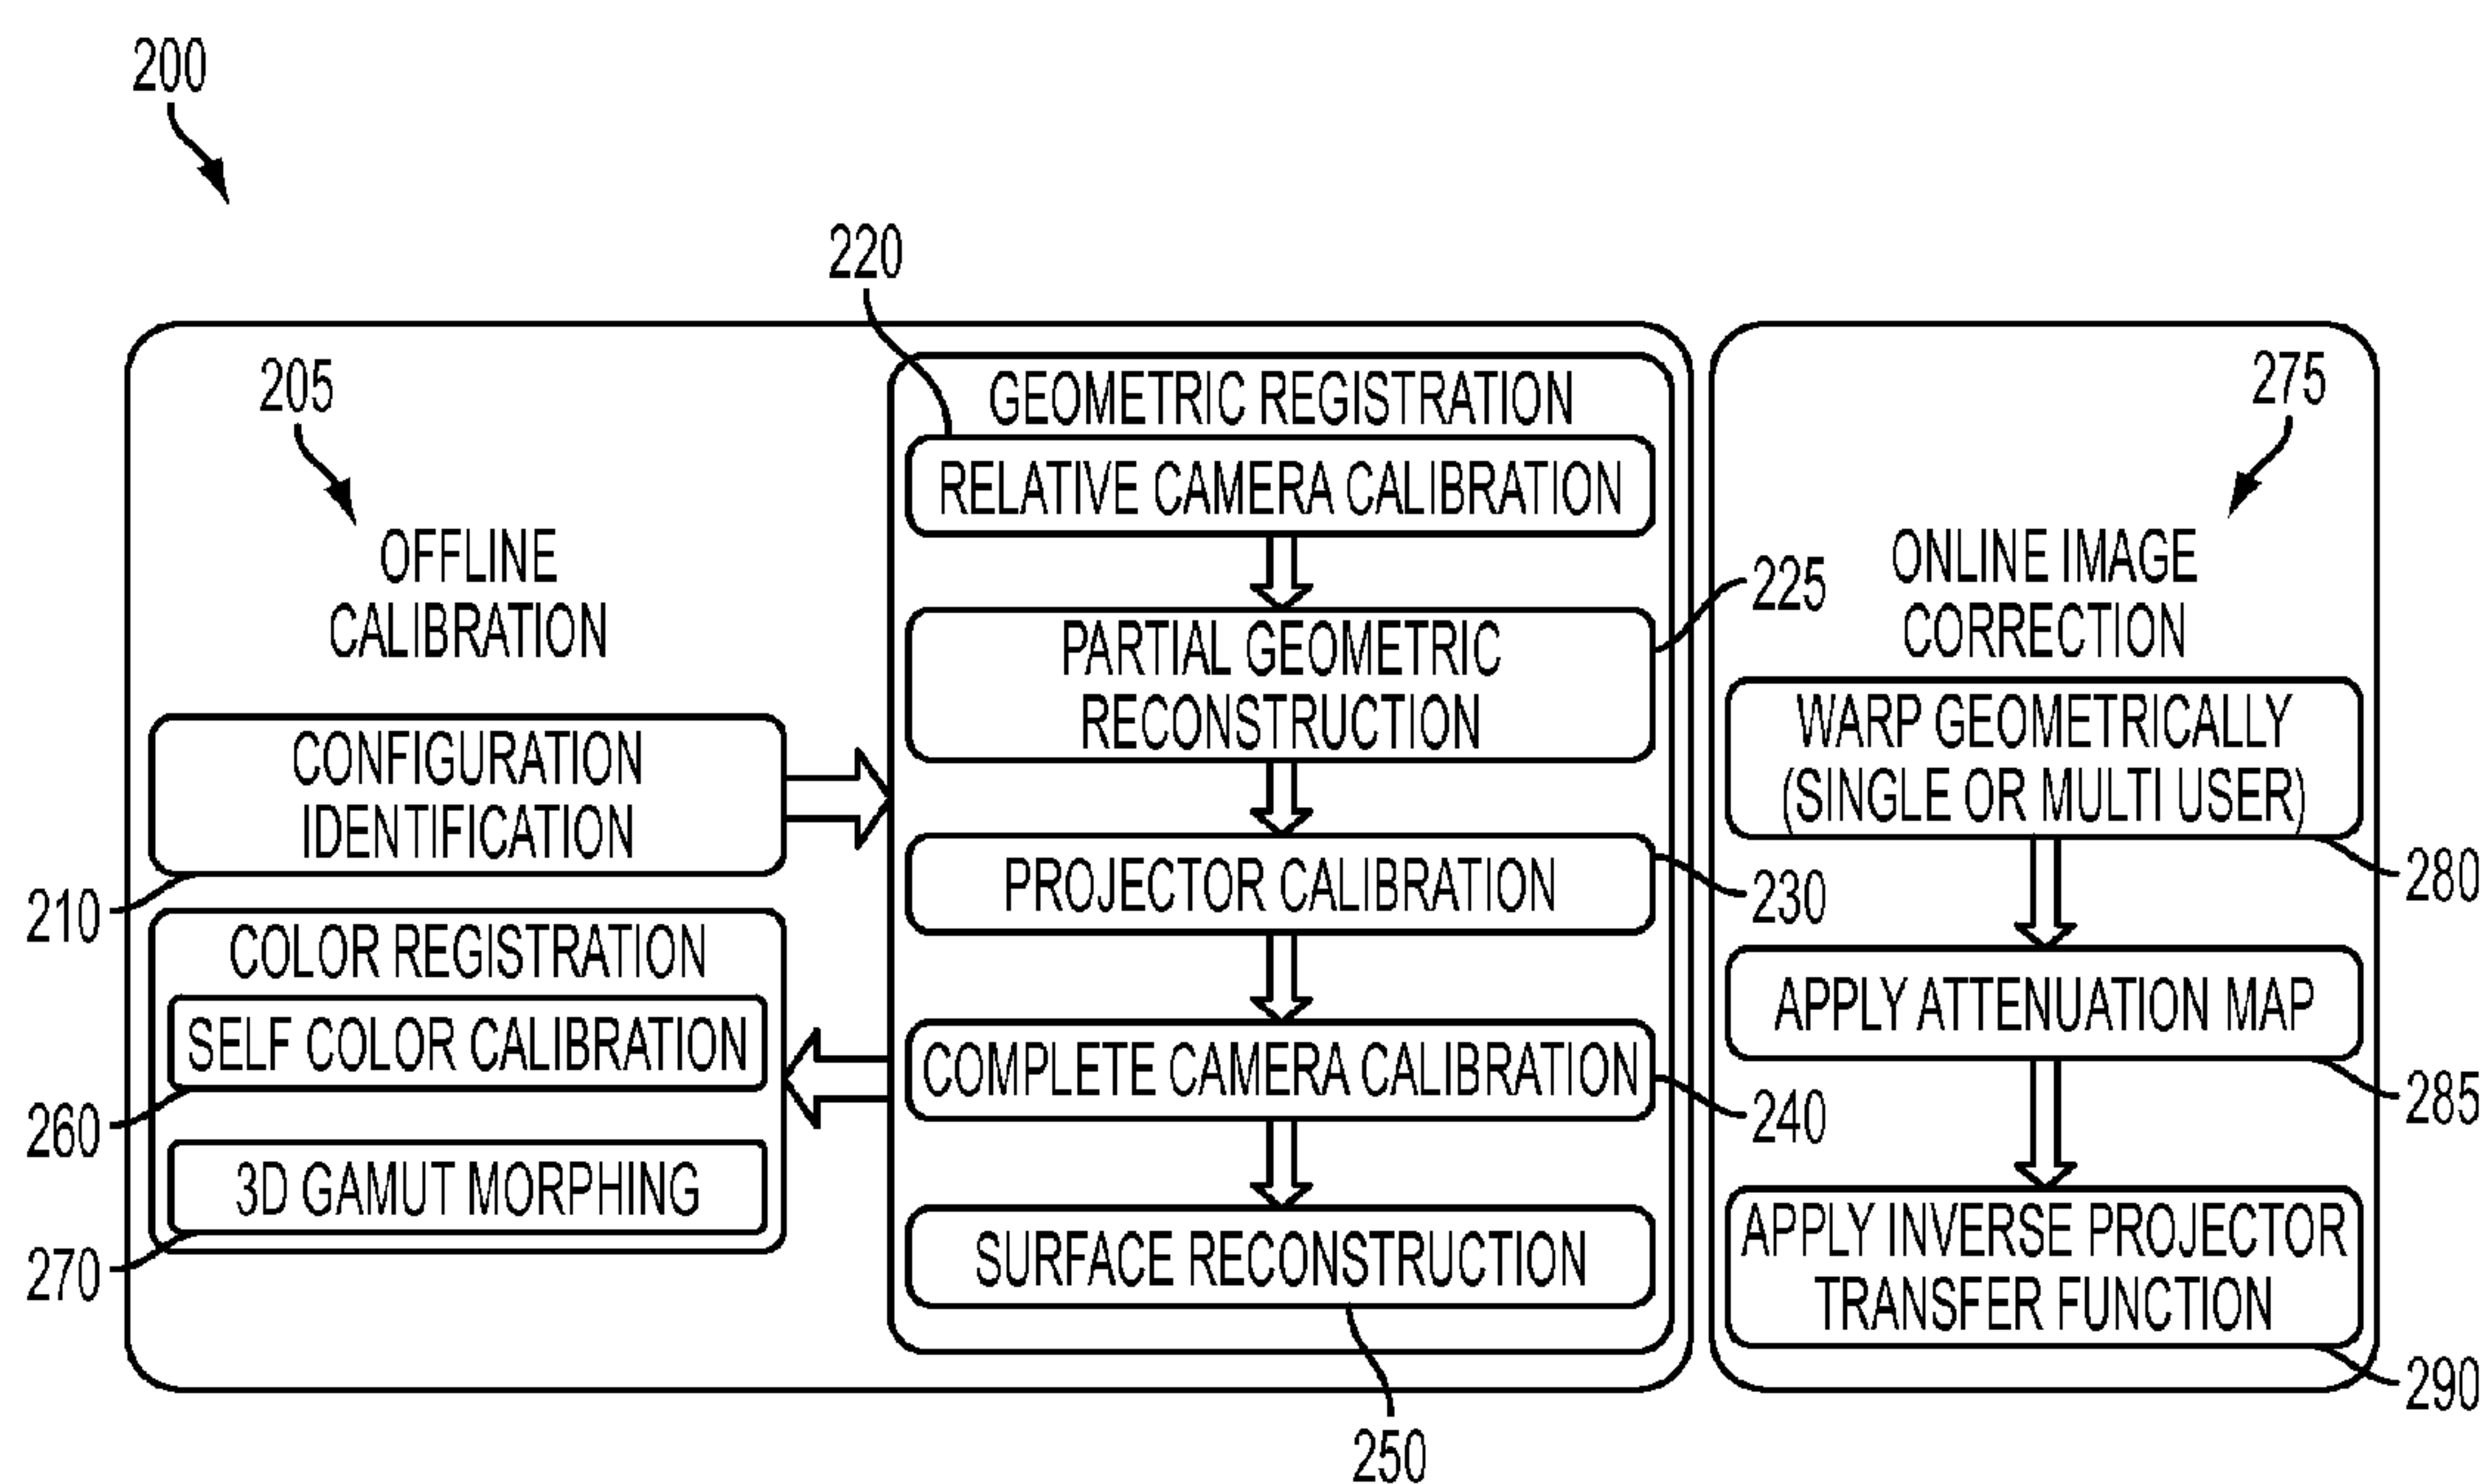 200
220
205
GEOMETRIC REGISTRATION
RELATIVE CAMERA CALIBRATION
275
OFFLINE
CALIBRATION
PARTIAL GEOMETRIC
RECONSTRUCTION
225
ONLINE IMAGE
CORRECTION
CONFIGURATION
IDENTIFICATION
210
WARP GEOMETRICALLY
(SINGLE OR MULTI USER)
280
PROJECTOR CALIBRATION
230
COLOR REGISTRATION
SELF COLOR CALIBRATION
260
COMPLETE CAMERA CALIBRATION
240
APPLY ATTENUATION MAP
285
3D GAMUT MORPHING
270
SURFACE RECONSTRUCTION
250
APPLY INVERSE PROJECTOR
TRANSFER FUNCTION
290